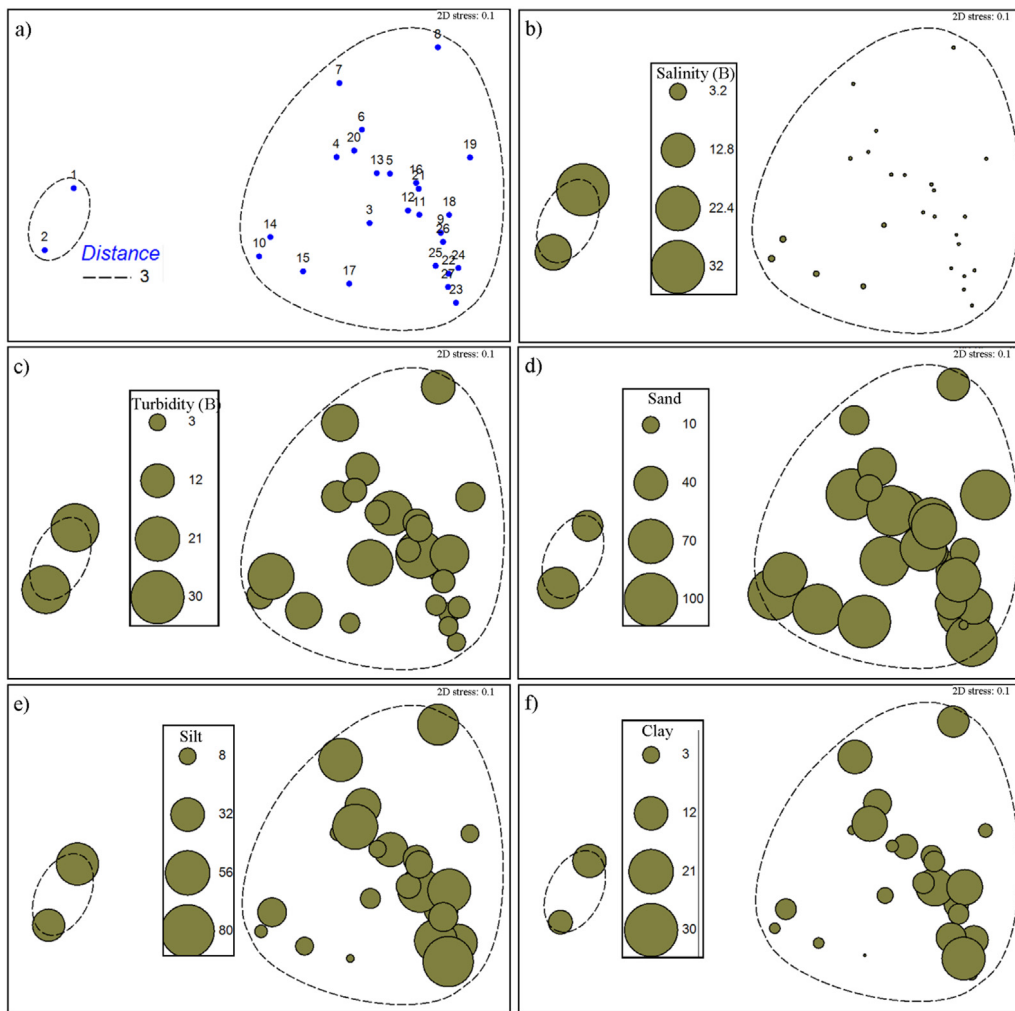 a)
2D stress: 0.1
8
7
6
20
4
19
13
5
16
21
1
12
11
18
3
9
26
14
2
10
25
24
22
15
17
27
23
Distance
3
b)
2D stress: 0.1
Salinity (B)
3.2
12.8
22.4
32
c)
2D stress: 0.1
Turbidity (B)
3
12
21
30
d)
2D stress: 0.1
Sand
10
40
70
100
e)
2D stress: 0.1
Silt
8
32
56
80
f)
2D stress: 0.1
Clay
3
12
21
30